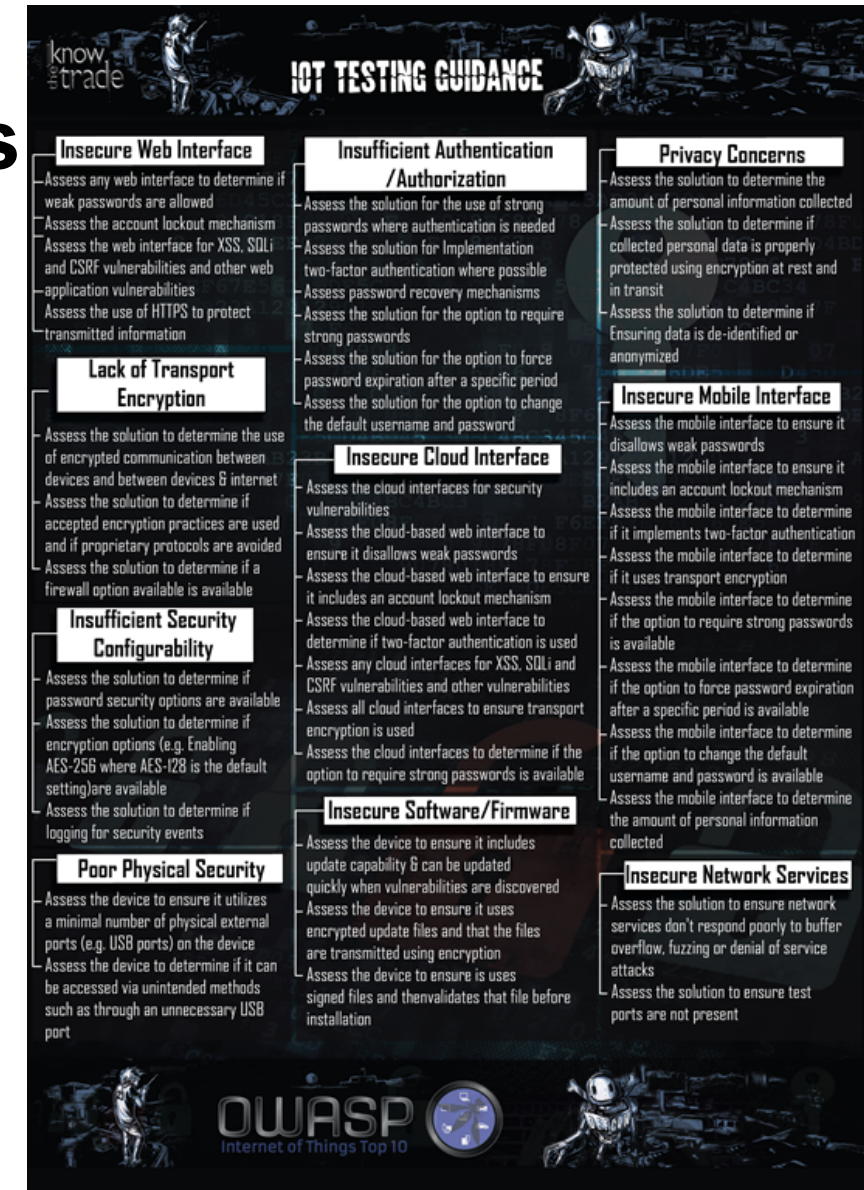 s
know
the trade
IOT TESTING GUIDANCE
Insecure Web Interface
Assess any web interface to determine if
weak passwords are allowed
Assess the account lockout mechanism
Assess the web interface for XSS, SQLi
and CSRF vulnerabilities and other web
application vulnerabilities
Assess the use of HTTPS to protect
transmitted information
Lack of Transport
Encryption
Assess the solution to determine the use
of encrypted communication between
devices and between devices & internet
Assess the solution to determine if
accepted encryption practices are used
and if proprietary protocols are avoided
Assess the solution to determine if a
firewall option available is available
Insufficient Security
Configurability
Assess the solution to determine if
password security options are available
Assess the solution to determine if
encryption options (e.g. Enabling
AES-256 where AES-128 is the default
setting)are available
Assess the solution to determine if
logging for security events
Poor Physical Security
Assess the device to ensure it utilizes
a minimal number of physical external
ports (e.g. USB ports) on the device
Assess the device to determine if it can
be accessed via unintended methods
such as through an unnecessary USB
port
Insufficient Authentication
/Authorization
Assess the solution for the use of strong
passwords where authentication is needed
Assess the solution for Implementation
two-factor authentication where possible
Assess password recovery mechanisms
Assess the solution for the option to require
strong passwords
Assess the solution for the option to force
password expiration after a specific period
Assess the solution for the option to change
the default username and password
Insecure Cloud Interface
Assess the cloud interfaces for security
vulnerabilities
Assess the cloud-based web interface to
ensure it disallows weak passwords
Assess the cloud-based web interface to ensure
it includes an account lockout mechanism
Assess the cloud-based web interface to
determine if two-factor authentication is used
Assess any cloud interfaces for XSS, SQLi and
CSRF vulnerabilities and other vulnerabilities
Assess all cloud interfaces to ensure transport
encryption is used
Assess the cloud interfaces to determine if the
option to require strong passwords is available
Insecure Software/Firmware
Assess the device to ensure it includes
update capability & can be updated
quickly when vulnerabilities are discovered
Assess the device to ensure it uses
encrypted update files and that the files
are transmitted using encryption
Assess the device to ensure is uses
signed files and thenvalidates that file before
installation
Privacy Concerns
Assess the solution to determine the
amount of personal information collected
Assess the solution to determine if
collected personal data is properly
protected using encryption at rest and
in transit
Assess the solution to determine if
Ensuring data is de-identified or
anonymized
Insecure Mobile Interface
Assess the mobile interface to ensure it
disallows weak passwords
Assess the mobile interface to ensure it
includes an account lockout mechanism
Assess the mobile interface to determine
if it implements two-factor authentication
Assess the mobile interface to determine
if it uses transport encryption
Assess the mobile interface to determine
if the option to require strong passwords
is available
Assess the mobile interface to determine
if the option to force password expiration
after a specific period is available
Assess the mobile interface to determine
if the option to change the default
username and password is available
Assess the mobile interface to determine
the amount of personal information
collected
Insecure Network Services
Assess the solution to ensure network
services don't respond poorly to buffer
overflow, fuzzing or denial of service
attacks
Assess the solution to ensure test
ports are not present
OWASP
Internet of Things Top 10